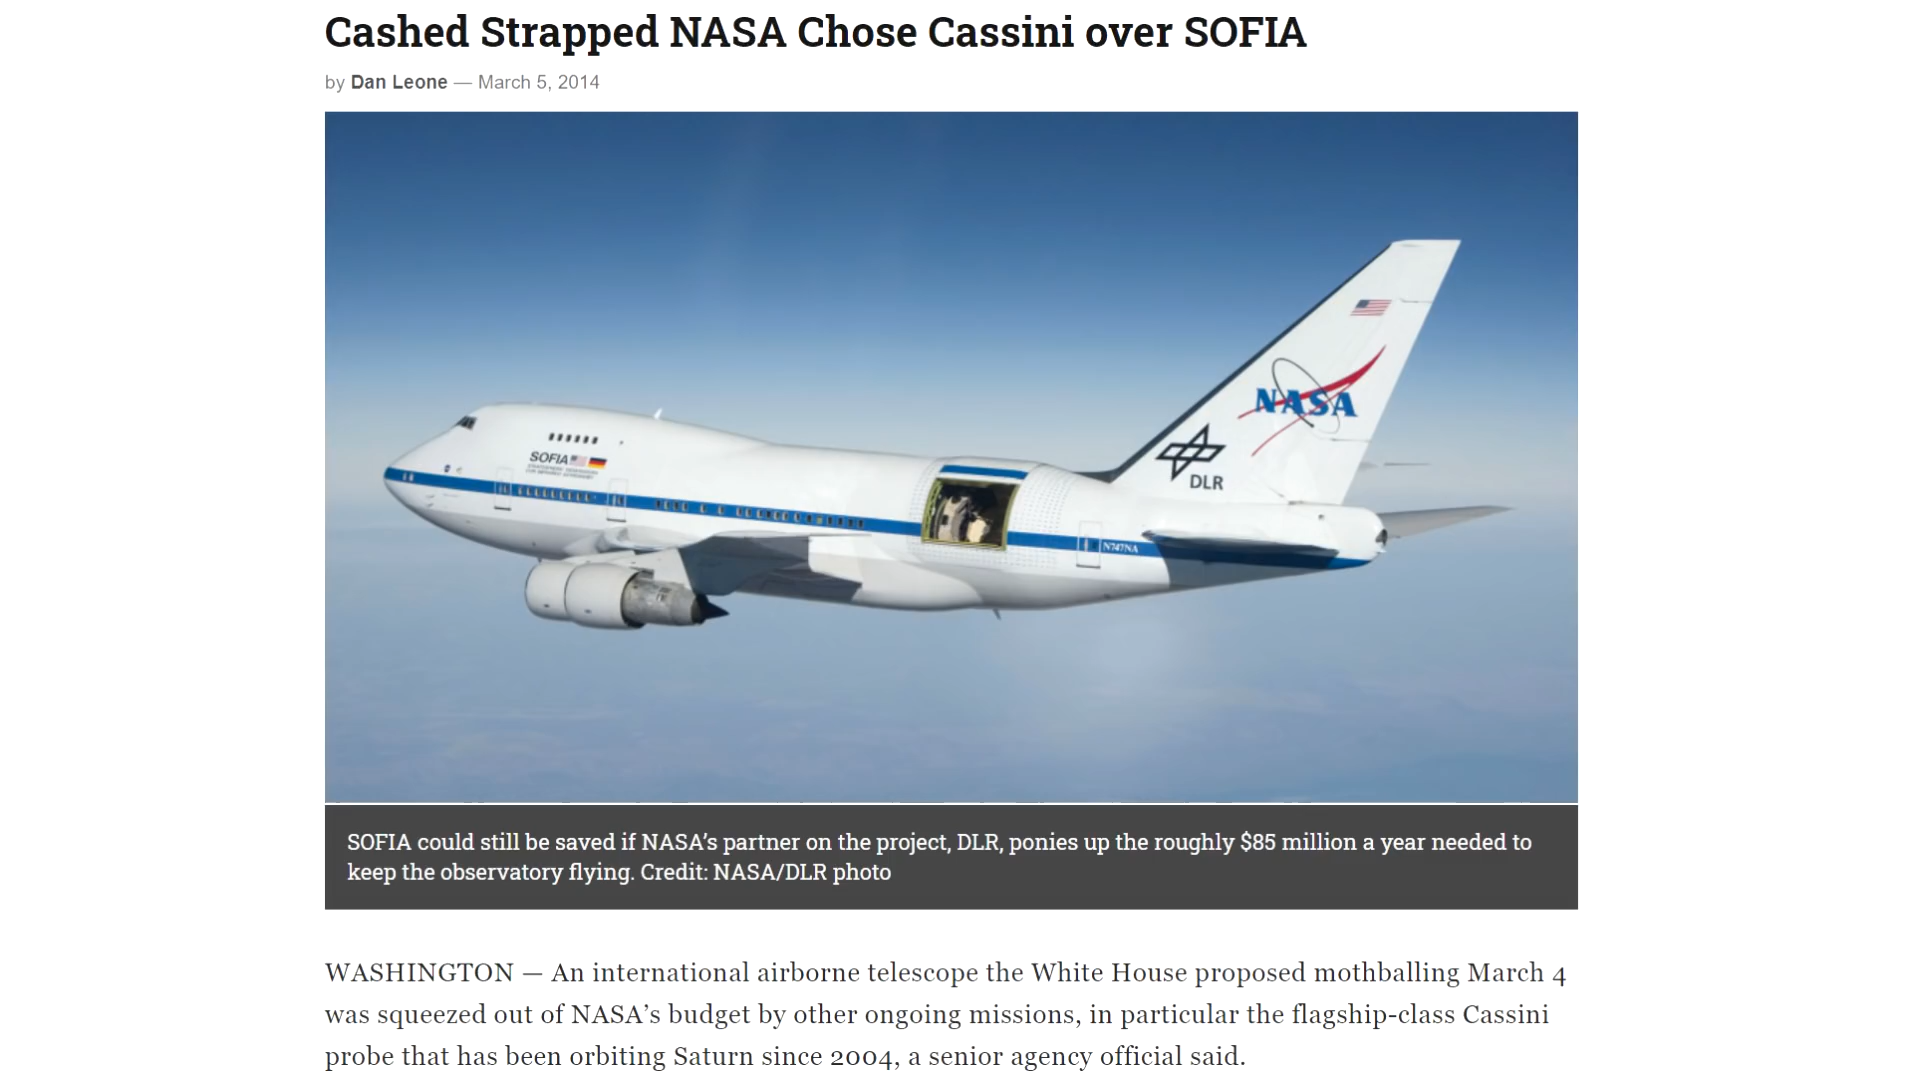 Cashed Strapped NASA Chose Cassini over SOFIA
by Dan Leone — March 5, 2014
NASA
DLR
SOFIA
N747NA
SOFIA could still be saved if NASA’s partner on the project, DLR, ponies up the roughly $85 million a year needed to
keep the observatory flying. Credit: NASA/DLR photo
WASHINGTON — An international airborne telescope the White House proposed mothballing March 4
was squeezed out of NASA’s budget by other ongoing missions, in particular the flagship-class Cassini
probe that has been orbiting Saturn since 2004, a senior agency official said.